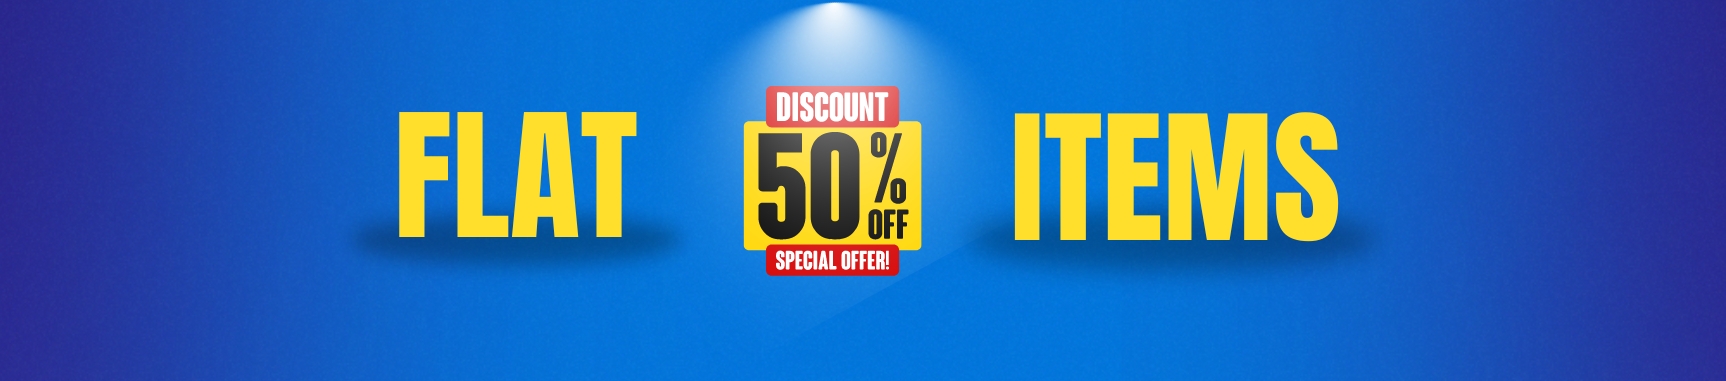 FLAT
DISCOUNT
50% OFF
SPECIAL OFFER!
ITEMS